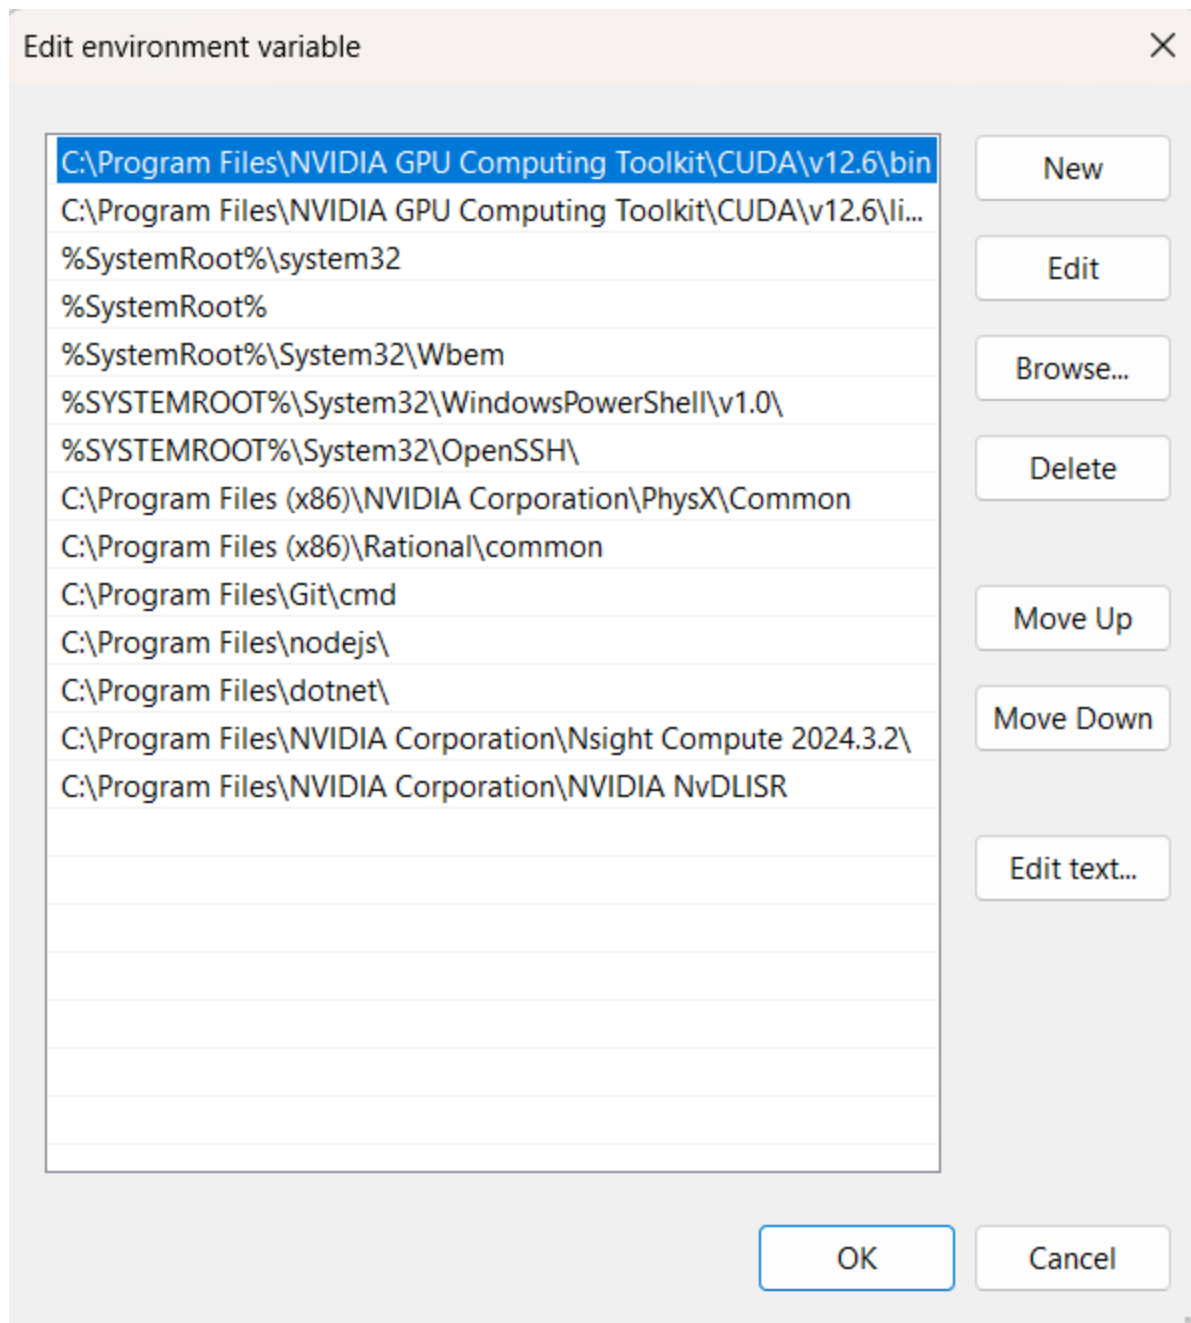 Edit environment variable
C:\Program Files\NVIDIA GPU Computing Toolkit\CUDA\v12.6\bin
C:\Program Files\NVIDIA GPU Computing Toolkit\CUDA\v12.6\li...
%SystemRoot%\system32
%SystemRoot%
%SystemRoot%\System32\Wbem
%SYSTEMROOT%\System32\WindowsPowerShell\v1.0\
%SYSTEMROOT%\System32\OpenSSH\
C:\Program Files (x86)\NVIDIA Corporation\PhysX\Common
C:\Program Files (x86)\Rational\common
C:\Program Files\Git\cmd
C:\Program Files\nodejs\
C:\Program Files\dotnet\
C:\Program Files\NVIDIA Corporation\Nsight Compute 2024.3.2\
C:\Program Files\NVIDIA Corporation\NVIDIA NvDLISR
New
Edit
Browse...
Delete
Move Up
Move Down
Edit text...
OK
Cancel